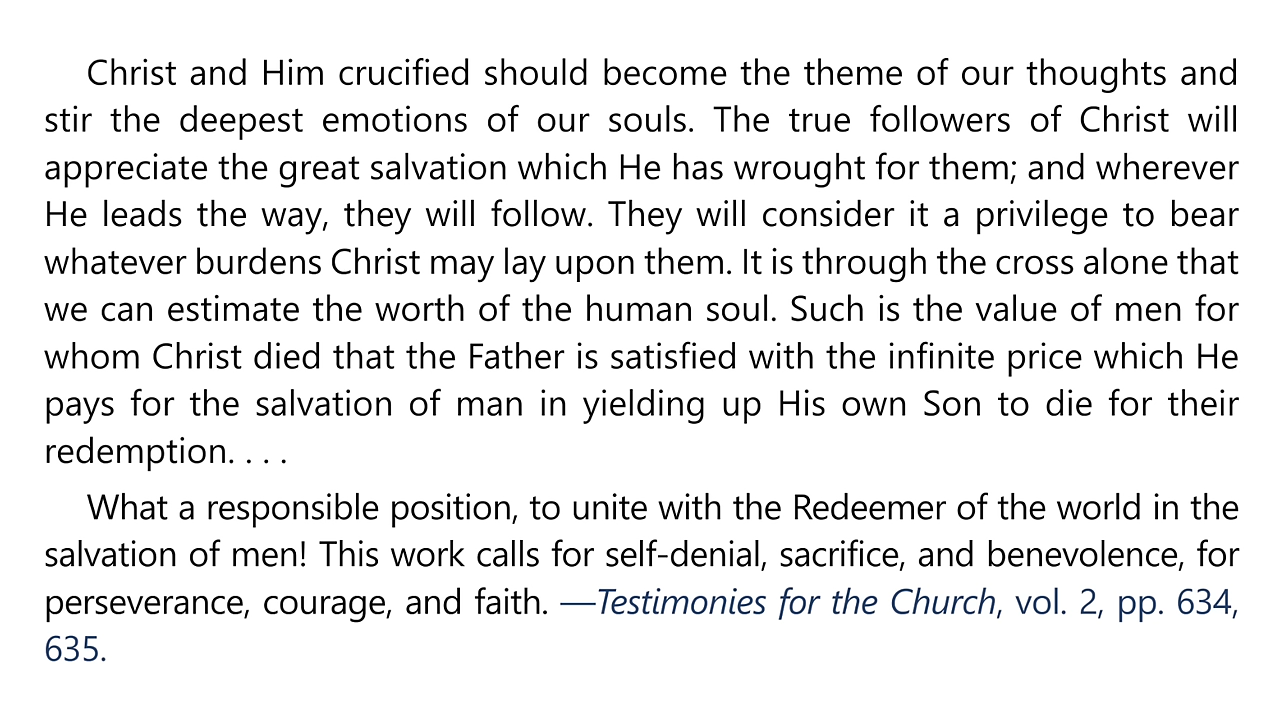 Christ and Him crucified should become the theme of our thoughts and
stir the deepest emotions of our souls. The true followers of Christ will
appreciate the great salvation which He has wrought for them; and wherever
He leads the way, they will follow. They will consider it a privilege to bear
whatever burdens Christ may lay upon them. It is through the cross alone that
we can estimate the worth of the human soul. Such is the value of men for
whom Christ died that the Father is satisfied with the infinite price which He
pays for the salvation of man in yielding up His own Son to die for their
redemption. . . .
What a responsible position, to unite with the Redeemer of the world in the
salvation of men! This work calls for self-denial, sacrifice, and benevolence, for
perseverance, courage, and faith. —Testimonies for the Church, vol. 2, pp. 634,
635.